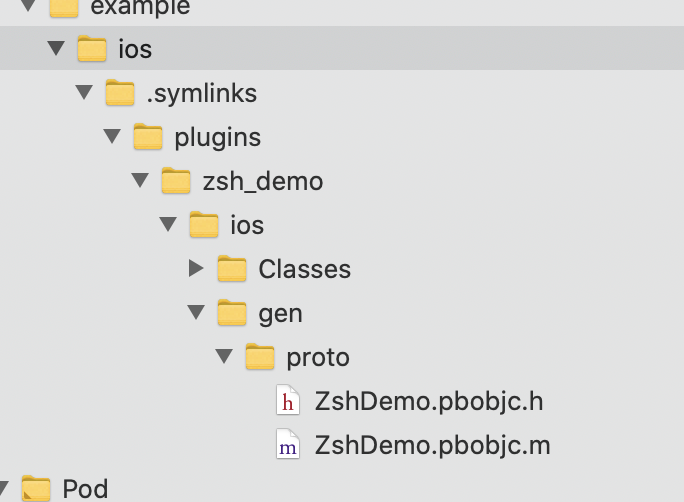 example
ios
.symlinks
plugins
zsh_demo
ios
Classes
gen
proto
h ZshDemo.pbobjc.h
m ZshDemo.pbobjc.m
Pod